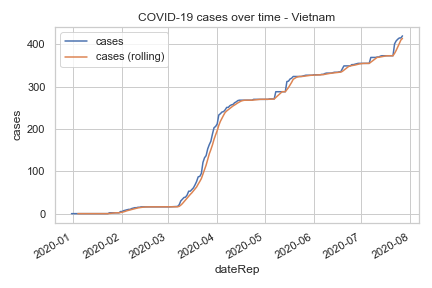 COVID-19 cases over time - Vietnam
cases
cases (rolling)
400
300
200
100
0
cases
2020-01
2020-02
2020-03
2020-04
2020-05
2020-06
2020-07
2020-08
dateRep